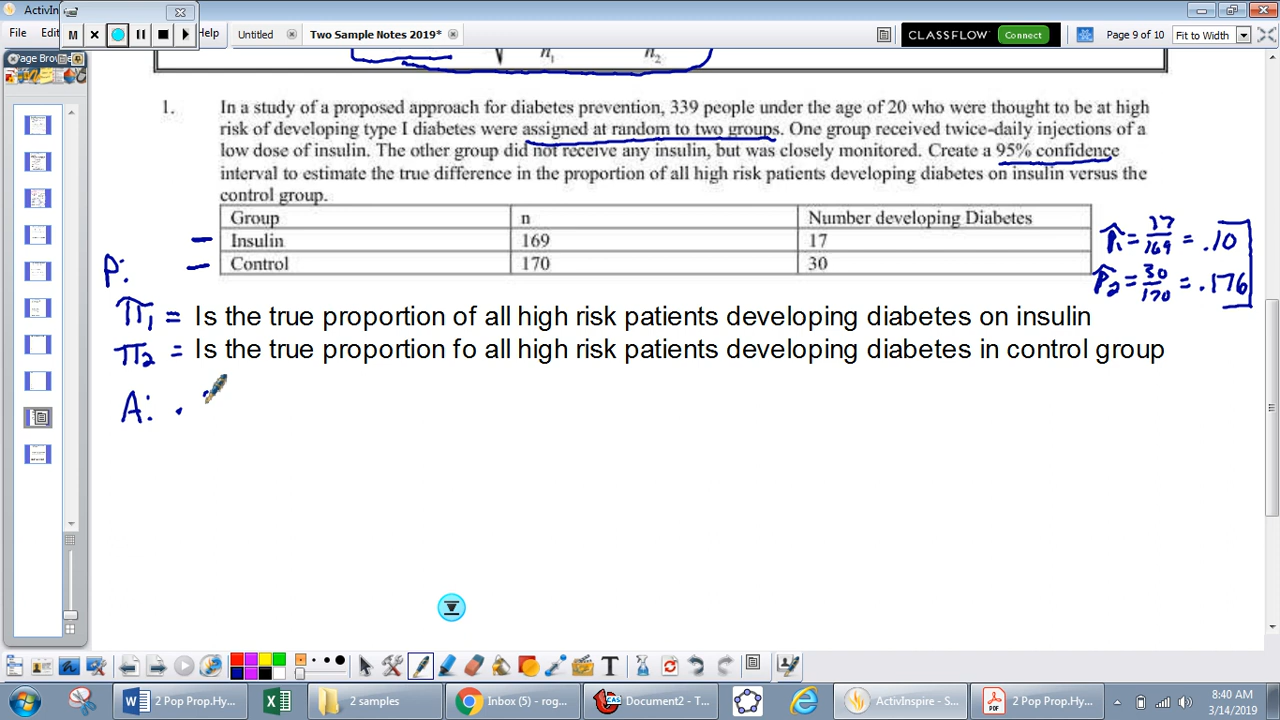 ActivIn
File Edi Help Untitled Two Sample Notes 2019* CLASSFLOW Connect Page 9 of 10 Fit to Width
Page Browse
n₁ n₂
1. In a study of a proposed approach for diabetes prevention, 339 people under the age of 20 who were thought to be at high
risk of developing type I diabetes were assigned at random to two groups. One group received twice-daily injections of a
low dose of insulin. The other group did not receive any insulin, but was closely monitored. Create a 95% confidence
interval to estimate the true difference in the proportion of all high risk patients developing diabetes on insulin versus the
control group.
Group n Number developing Diabetes
Insulin 169 17
Control 170 30
p̂₁ = 17/169 = .10
p̂₂ = 30/170 = .176
P:
π₁ = Is the true proportion of all high risk patients developing diabetes on insulin
π₂ = Is the true proportion fo all high risk patients developing diabetes in control group
A: .
2 Pop Prop.Hy... 2 samples Inbox (5) - rog... Document2 - T... ActivInspire - S... 2 Pop Prop.Hy...
8:40 AM
3/14/2019